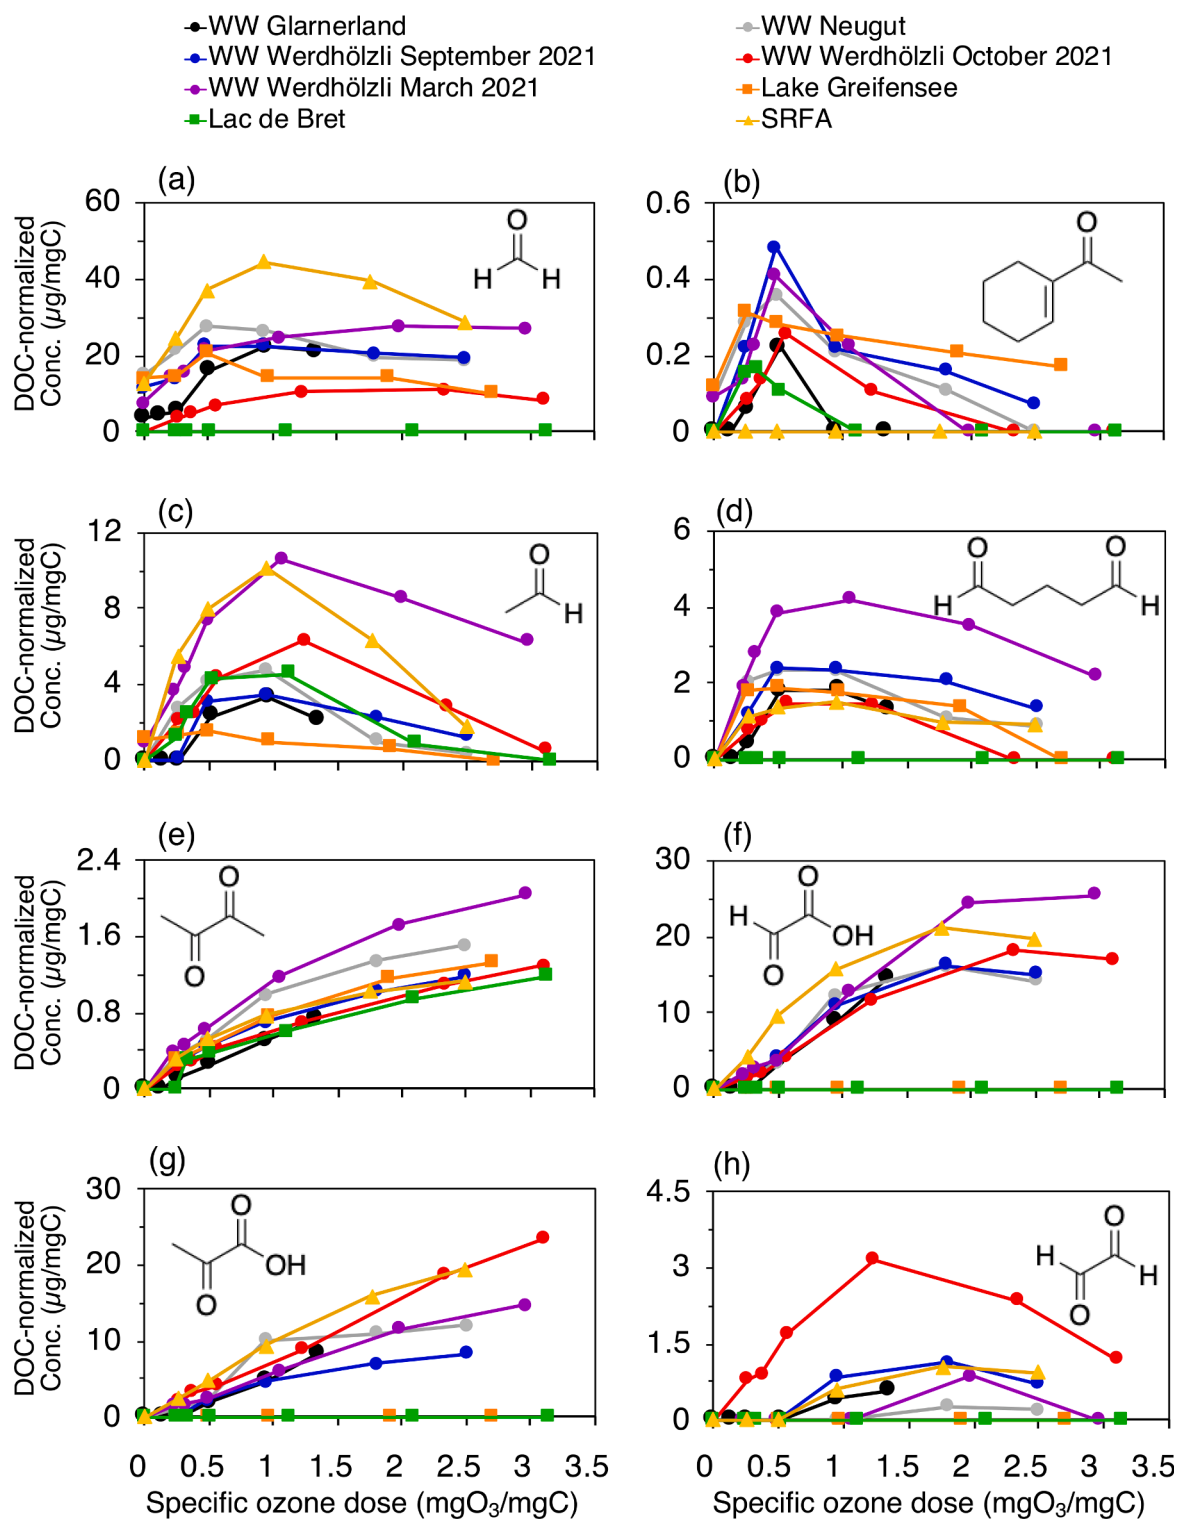 WW Glarnerland
WW Neugut
WW Werdhölzli September 2021
WW Werdhölzli October 2021
WW Werdhölzli March 2021
Lake Greifensee
Lac de Bret
SRFA
(a)
DOC-normalized
Conc. (µg/mgC)
60
40
20
0
O
H H
(b)
0.6
0.4
0.2
0
O
(c)
DOC-normalized
Conc. (µg/mgC)
12
8
4
0
O
H
(d)
6
4
2
0
O O
H H
(e)
DOC-normalized
Conc. (µg/mgC)
2.4
1.6
0.8
0
O
O
(f)
30
20
10
0
O
H
OH
O
(g)
DOC-normalized
Conc. (µg/mgC)
30
20
10
0
O
OH
O
0 0.5 1 1.5 2 2.5 3 3.5
Specific ozone dose (mgO₃/mgC)
(h)
4.5
3
1.5
0
O
H
H
O
0 0.5 1 1.5 2 2.5 3 3.5
Specific ozone dose (mgO₃/mgC)